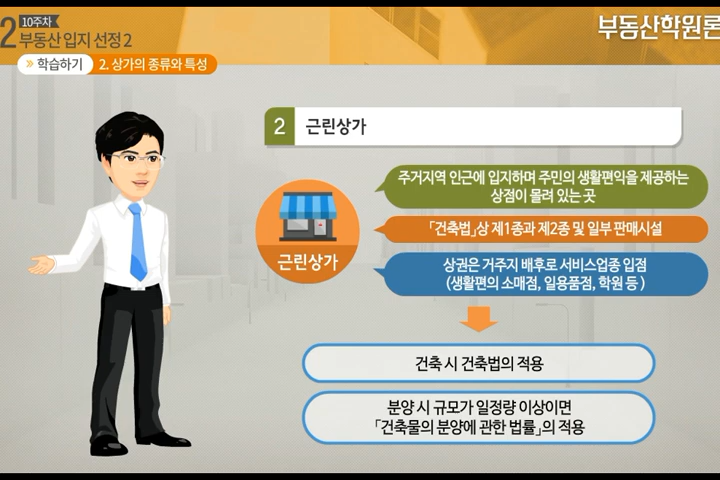 2
10주차
부동산 입지 선정 2
부동산학원론
» 학습하기
2. 상가의 종류와 특성
2
근린상가
주거지역 인근에 입지하며 주민의 생활편익을 제공하는
상점이 몰려 있는 곳
「건축법」상 제1종과 제2종 및 일부 판매시설
근린상가
상권은 거주지 배후로 서비스업종 입점
(생활편의 소매점, 일용품점, 학원 등 )
건축 시 건축법의 적용
분양 시 규모가 일정량 이상이면
「건축물의 분양에 관한 법률」의 적용